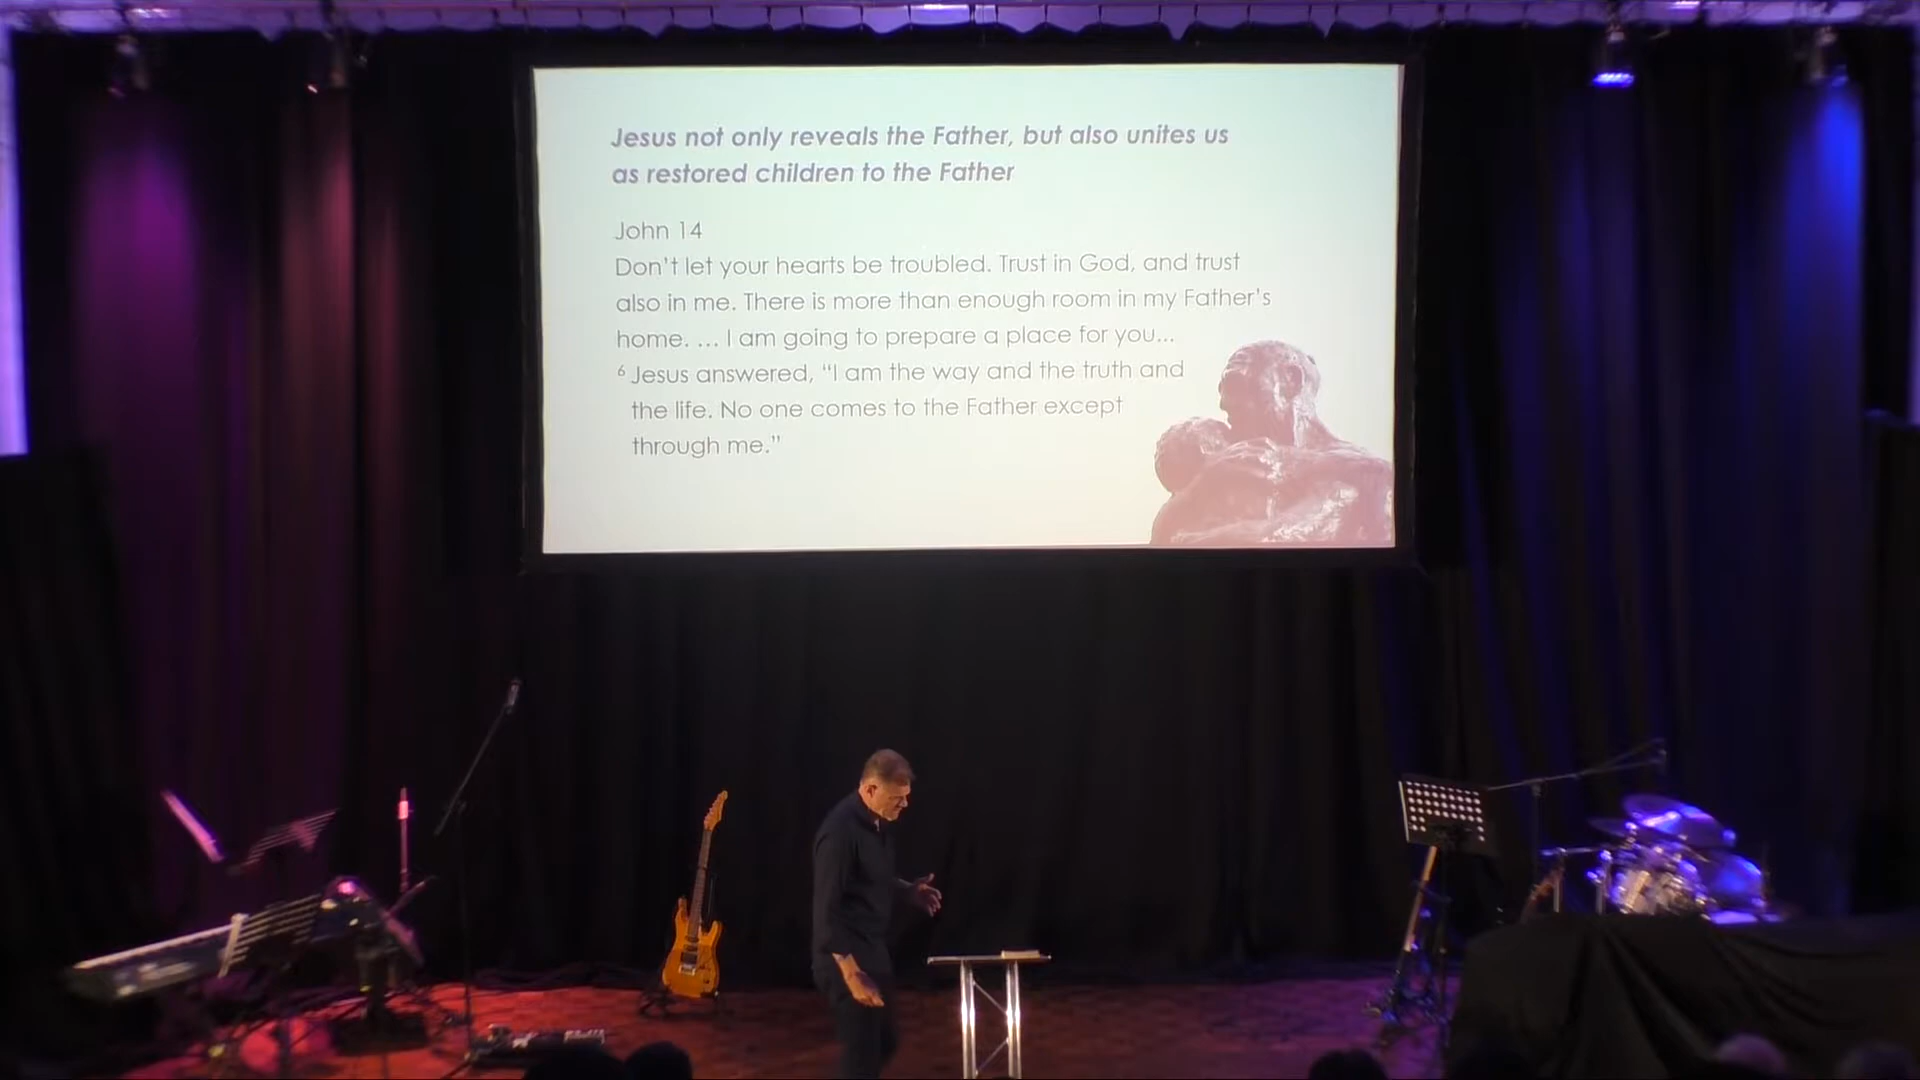 Jesus not only reveals the Father, but also unites us
as restored children to the Father
John 14
Don't let your hearts be troubled. Trust in God, and trust
also in me. There is more than enough room in my Father's
home. ... I am going to prepare a place for you...
6 Jesus answered, “I am the way and the truth and
the life. No one comes to the Father except
through me.”